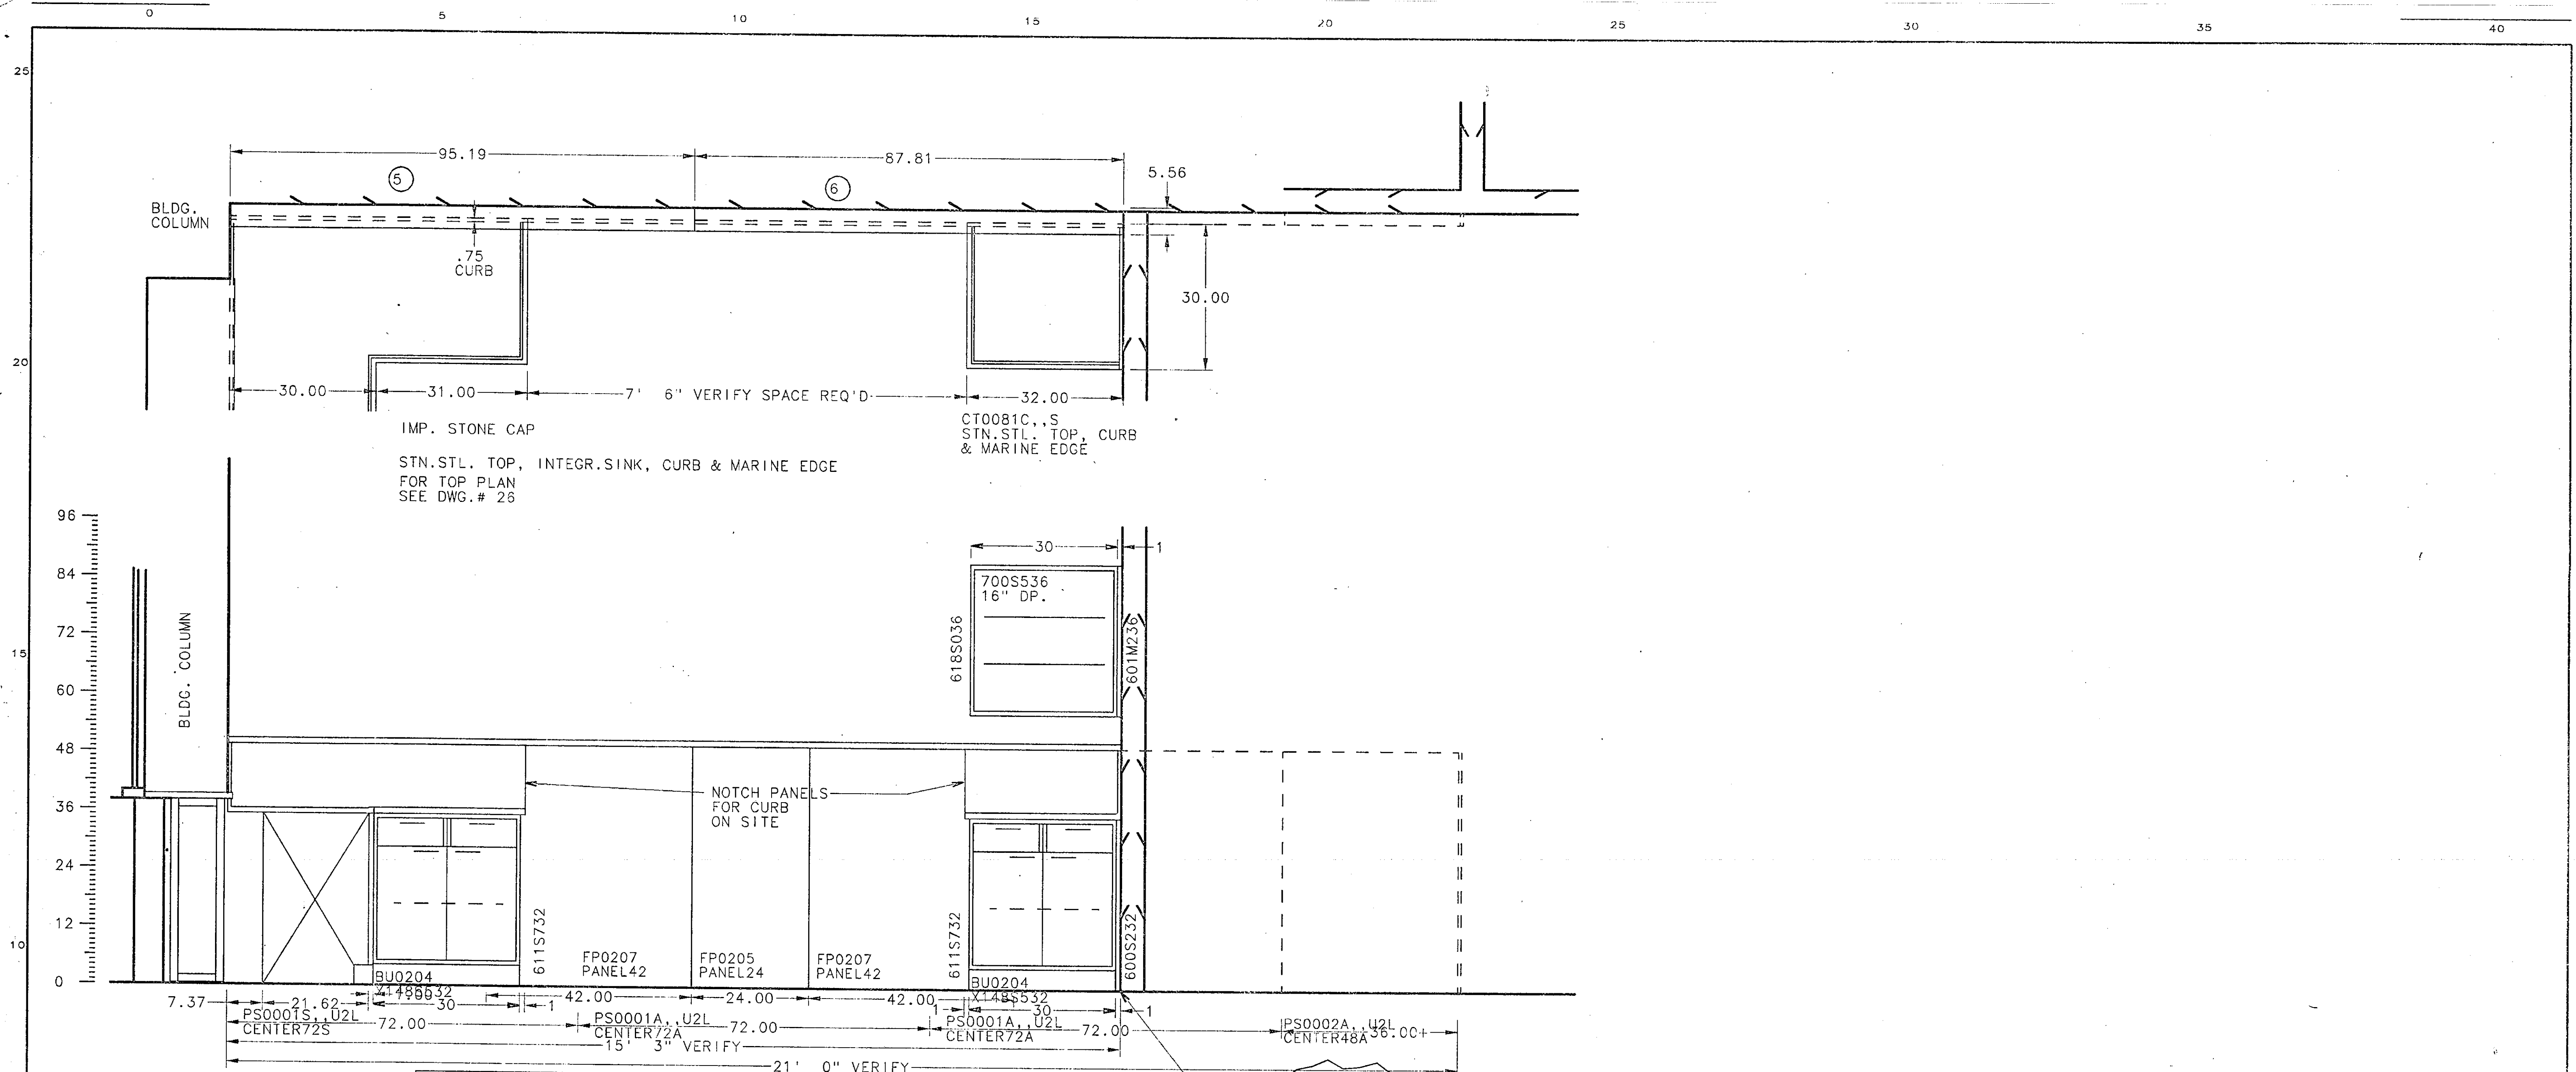 0 5 10 15 20 25 30 35 40
25
95.19 87.81
5.56
5 6
BLDG.
COLUMN
.75
CURB
30.00
20
30.00 31.00 7' 6" VERIFY SPACE REQ'D 32.00
IMP. STONE CAP
CT0081C,,S
STN.STL. TOP, CURB
& MARINE EDGE
STN.STL. TOP, INTEGR.SINK, CURB & MARINE EDGE
FOR TOP PLAN
SEE DWG.# 26
96
30 1
84
700S536
16" DP.
72
BLDG. COLUMN
618S036
601M236
15
60
48
NOTCH PANELS
FOR CURB
ON SITE
36
24
12
10
611S732
611S732
600S232
FP0207
PANEL42
FP0205
PANEL24
FP0207
PANEL42
0
BU0204
X148S532
BU0204
X148S532
7.37 21.62 30 1 42.00 24.00 42.00 1 30 1
PS0001S,,U2L
CENTER72S
72.00
PS0001A,,U2L
CENTER72A
72.00
PS0001A,,U2L
CENTER72A
72.00
PS0002A,,U2L
CENTER48A
36.00+
15' 3" VERIFY
21' 0" VERIFY